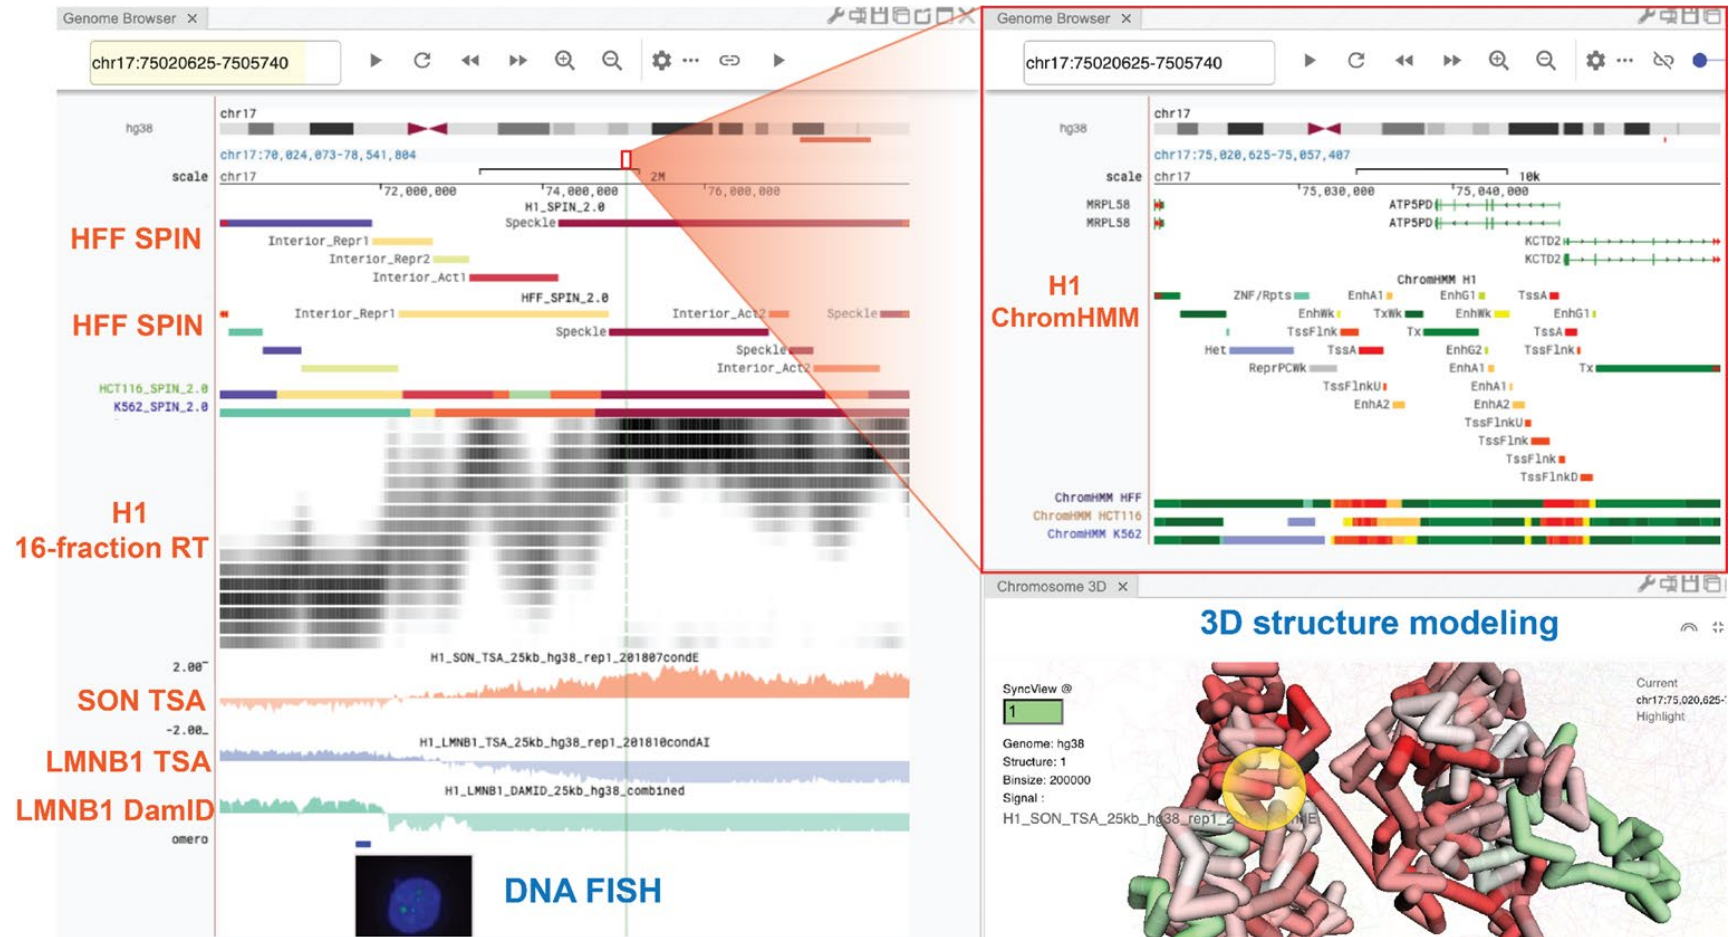 Genome Browser ×
chr17:75020625-7505740
chr17
hg38
chr17:70,024,073-78,541,804
2M
scale
chr17
72,000,000
74,000,000
76,000,000
H1_SPIN_2.0
HFF SPIN
Speckle
Interior_Repr1
Interior_Repr2
Interior_Act1
HFF_SPIN_2.0
HFF SPIN
Interior_Repr1
Interior_Act2
Speckle
Speckle
Speckle
Interior_Act2
HCT116_SPIN_2.0
K562_SPIN_2.0
H1
16-fraction RT
H1_SON_TSA_25kb_hg38_rep1_201807condE
2.00
SON TSA
-2.00
H1_LMNB1_TSA_25kb_hg38_rep1_201810condAI
LMNB1 TSA
H1_LMNB1_DAMID_25kb_hg38_combined
LMNB1 DamID
omero
DNA FISH
Genome Browser ×
chr17:75020625-7505740
chr17
hg38
chr17:75,020,625-75,057,407
10k
scale
chr17
75,030,000
75,040,000
MRPL58
ATP5PD
MRPL58
ATP5PD
KCTD2
KCTD2
H1
ChromHMM
ChromHMM H1
ZNF/Rpts
EnhA1
EnhG1
TssA
EnhWk
TxWk
EnhWk
EnhG1
TssFlnk
Tx
TssA
Het
TssA
EnhG2
TssFlnk
ReprPCWk
EnhA1
Tx
TssFlnkU
EnhA1
EnhA2
EnhA2
TssFlnkU
TssFlnk
TssFlnk
TssFlnkD
ChromHMM HFF
ChromHMM HCT116
ChromHMM K562
Chromosome 3D ×
3D structure modeling
SyncView @
1
Genome: hg38
Structure: 1
Binsize: 200000
Signal :
H1_SON_TSA_25kb_hg38_rep1_2
Current
chr17:75,020,625-
Highlight